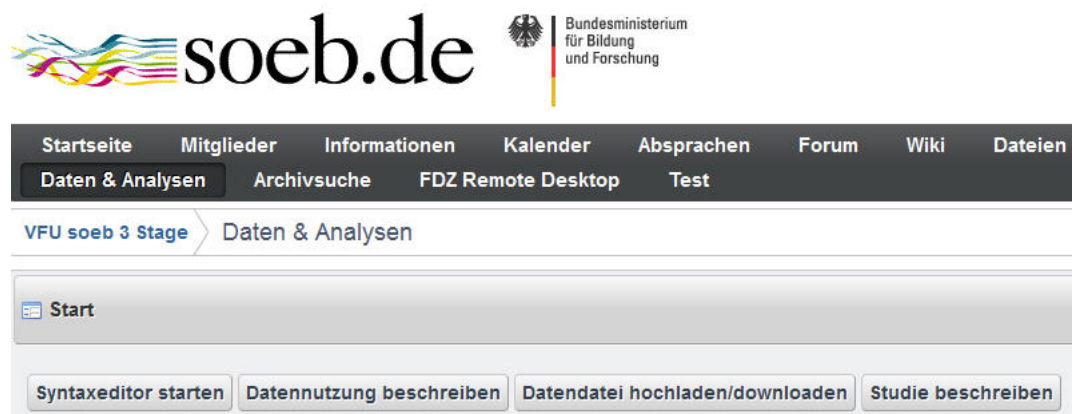 soeb.de
Bundesministerium
für Bildung
und Forschung
Startseite Mitglieder Informationen Kalender Absprachen Forum Wiki Dateien
Daten & Analysen Archivsuche FDZ Remote Desktop Test
VFU soeb 3 Stage Daten & Analysen
Start
Syntaxeditor starten Datennutzung beschreiben Datendatei hochladen/downloaden Studie beschreiben